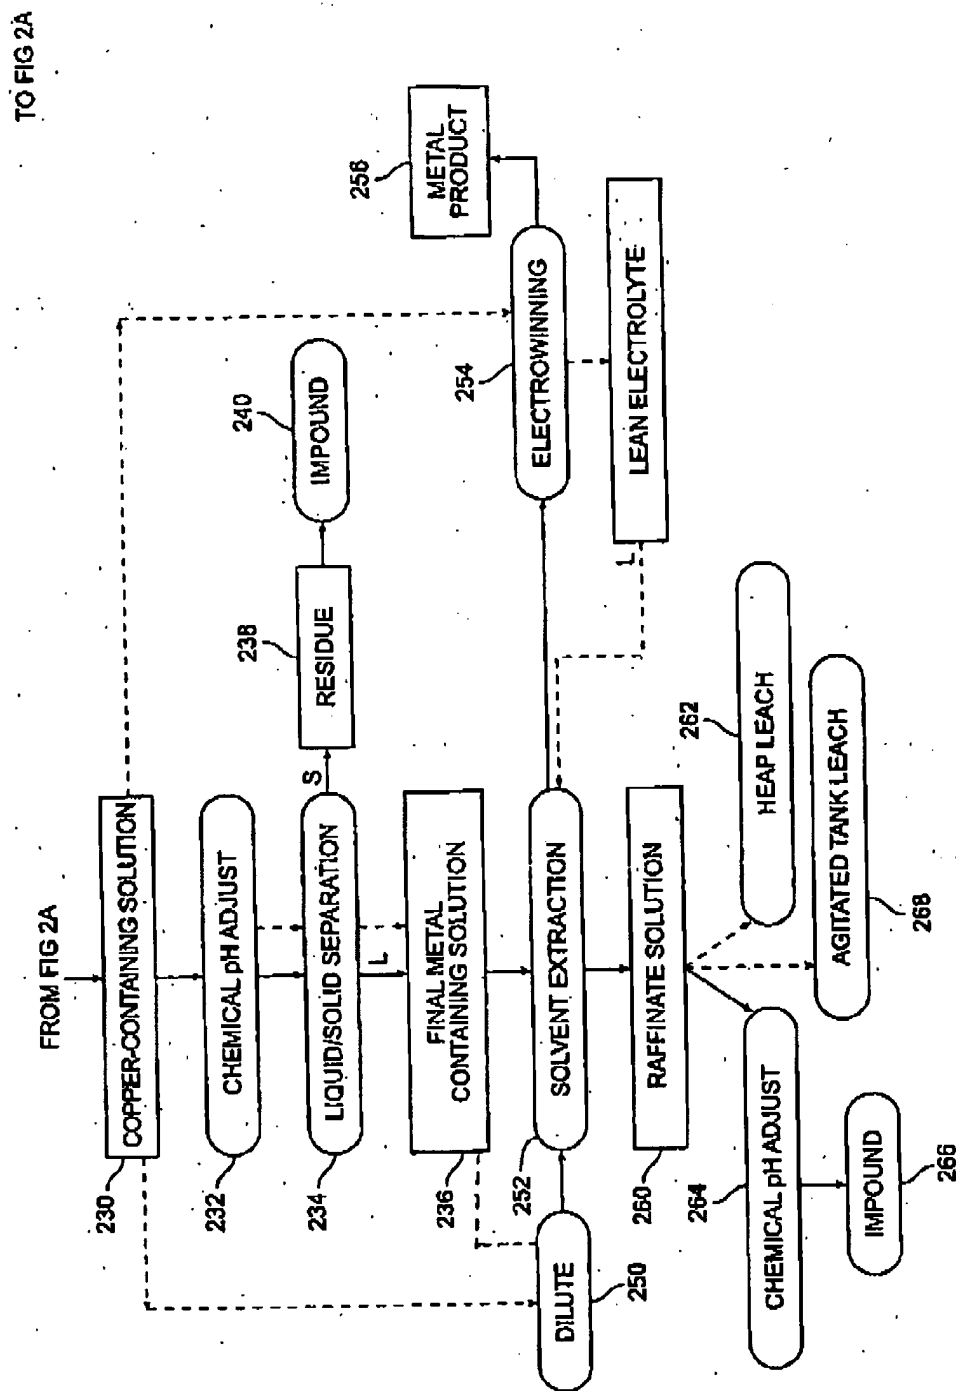 TO FIG 2A
FROM FIG 2A
COPPER-CONTAINING SOLUTION
230
CHEMICAL pH ADJUST
232
LIQUID/SOLID SEPARATION
234
S
RESIDUE
238
IMPOUND
240
L
FINAL METAL
CONTAINING SOLUTION
236
DILUTE
250
SOLVENT EXTRACTION
252
ELECTROWINNING
254
METAL
PRODUCT
256
LEAN ELECTROLYTE
L
RAFFINATE SOLUTION
260
HEAP LEACH
262
AGITATED TANK LEACH
268
CHEMICAL pH ADJUST
264
IMPOUND
266